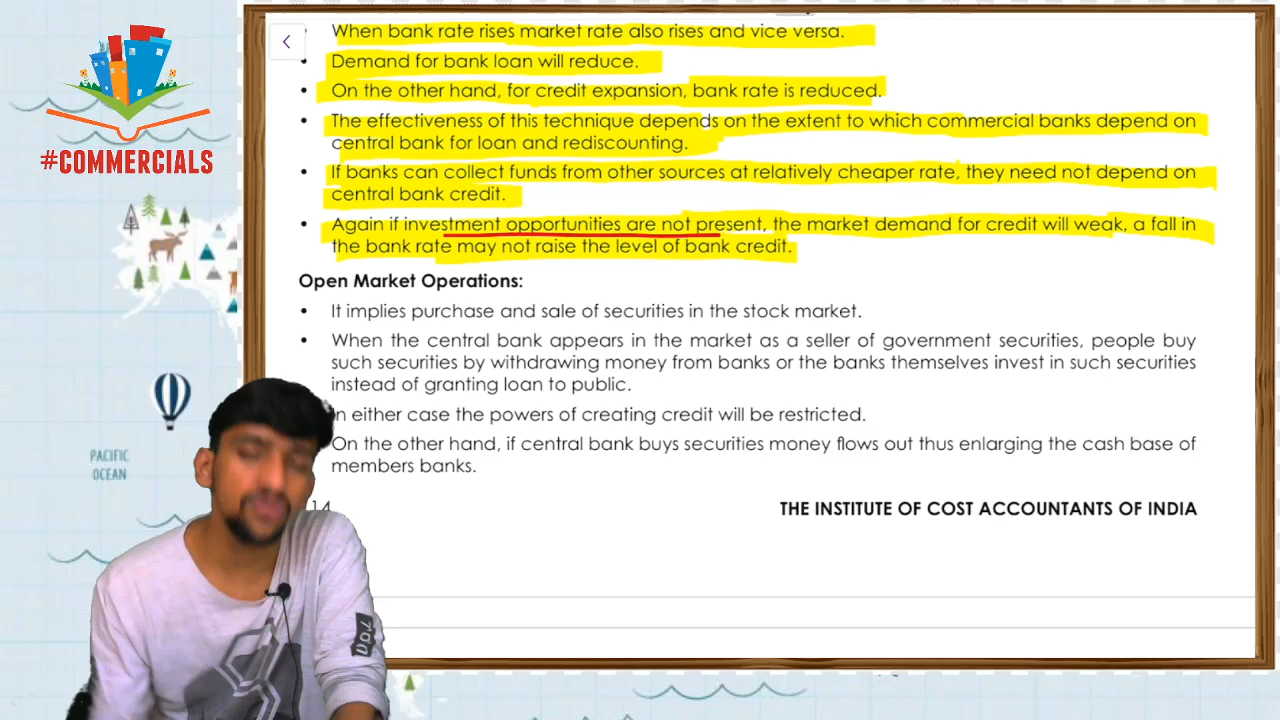 #COMMERCIALS
• When bank rate rises market rate also rises and vice versa.
• Demand for bank loan will reduce.
• On the other hand, for credit expansion, bank rate is reduced.
• The effectiveness of this technique depends on the extent to which commercial banks depend on
central bank for loan and rediscounting.
• If banks can collect funds from other sources at relatively cheaper rate, they need not depend on
central bank credit.
• Again if investment opportunities are not present, the market demand for credit will weak, a fall in
the bank rate may not raise the level of bank credit.
Open Market Operations:
• It implies purchase and sale of securities in the stock market.
• When the central bank appears in the market as a seller of government securities, people buy
such securities by withdrawing money from banks or the banks themselves invest in such securities
instead of granting loan to public.
n either case the powers of creating credit will be restricted.
On the other hand, if central bank buys securities money flows out thus enlarging the cash base of
members banks.
14 THE INSTITUTE OF COST ACCOUNTANTS OF INDIA
PACIFIC
OCEAN